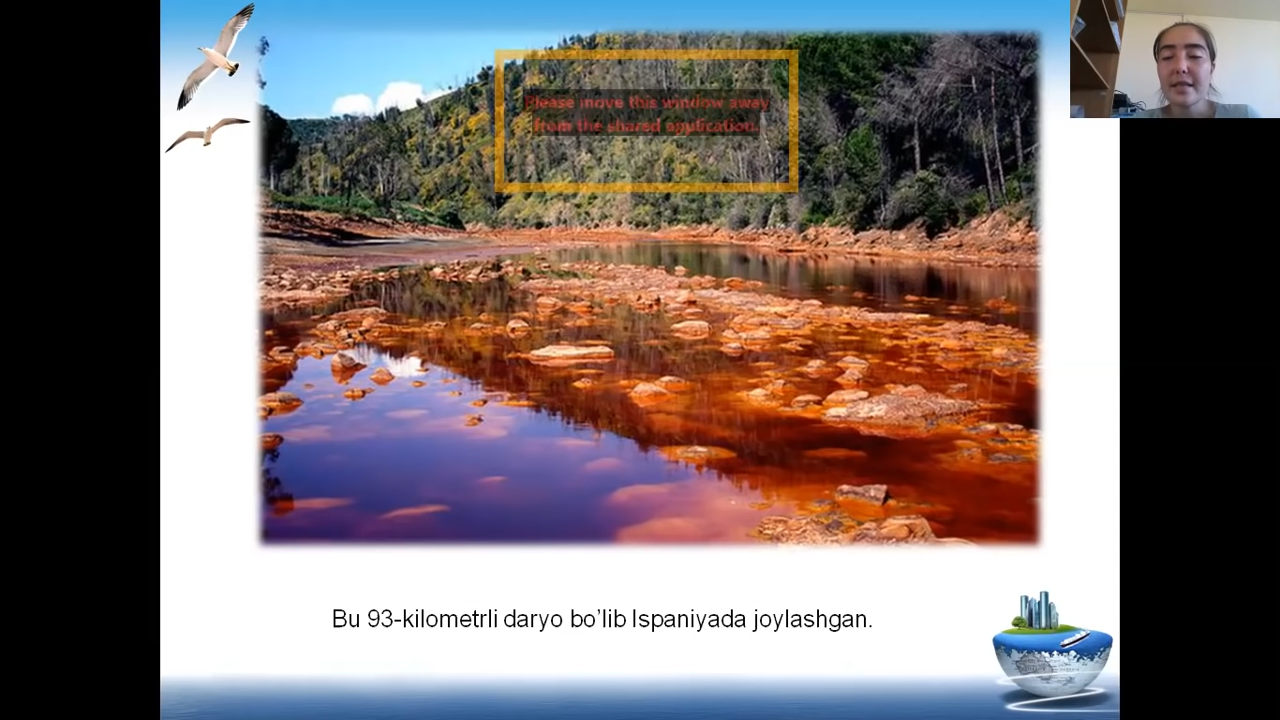 Please move this window away
from the shared application.
Bu 93-kilometrli daryo bo’lib Ispaniyada joylashgan.